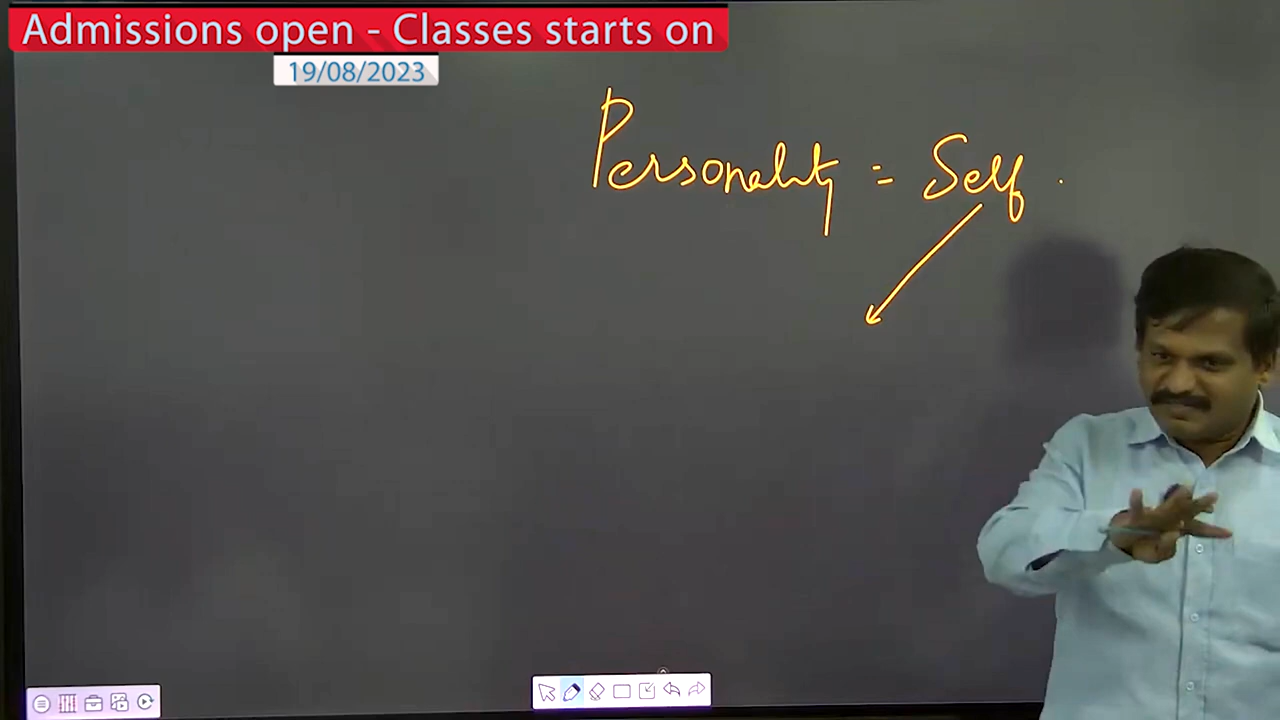 Admissions open - Classes starts on
19/08/2023
Personality = Self.